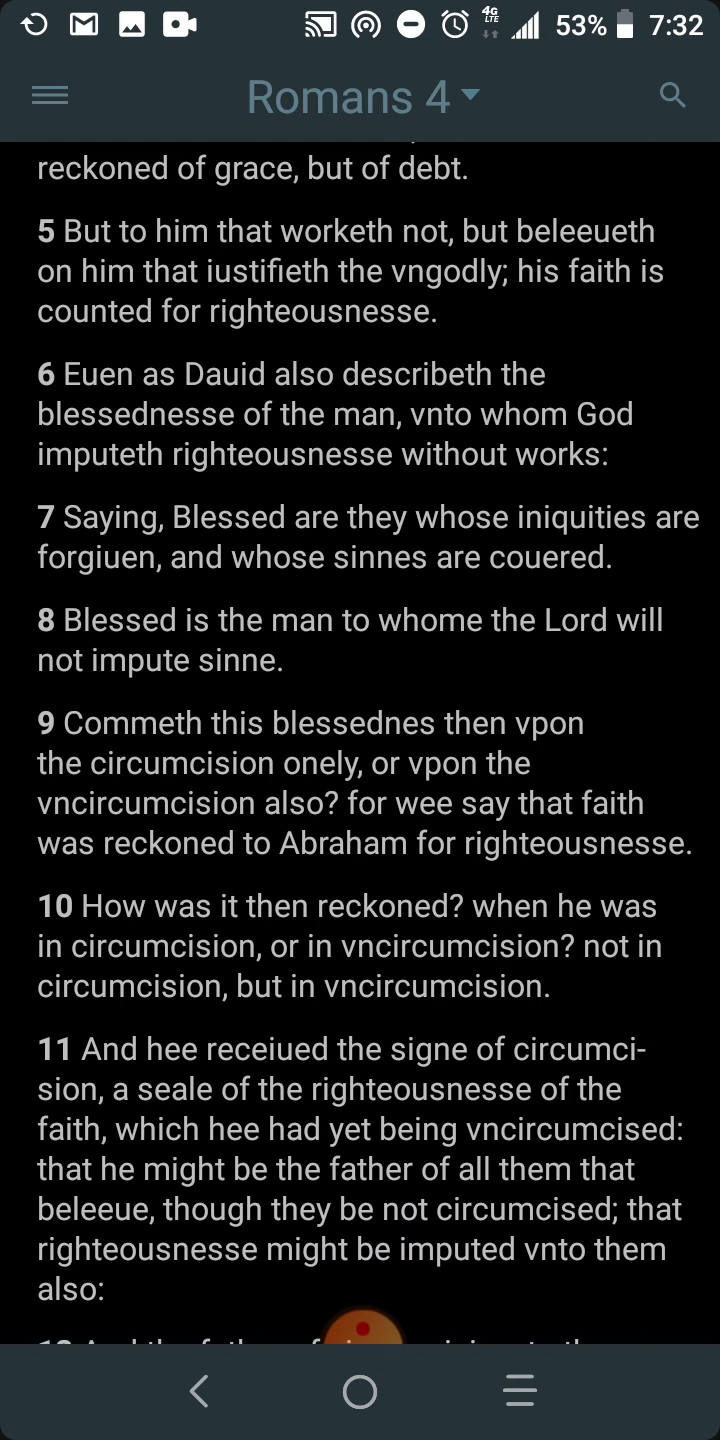 4G
LTE
53%
7:32
Romans 4
reckoned of grace, but of debt.
5 But to him that worketh not, but beleeueth
on him that iustifieth the vngodly; his faith is
counted for righteousnesse.
6 Euen as Dauid also describeth the
blessednesse of the man, vnto whom God
imputeth righteousnesse without works:
7 Saying, Blessed are they whose iniquities are
forgiuen, and whose sinnes are couered.
8 Blessed is the man to whome the Lord will
not impute sinne.
9 Commeth this blessednes then vpon
the circumcision onely, or vpon the
vncircumcision also? for wee say that faith
was reckoned to Abraham for righteousnesse.
10 How was it then reckoned? when he was
in circumcision, or in vncircumcision? not in
circumcision, but in vncircumcision.
11 And hee receiued the signe of circumci-
sion, a seale of the righteousnesse of the
faith, which hee had yet being vncircumcised:
that he might be the father of all them that
beleeue, though they be not circumcised; that
righteousnesse might be imputed vnto them
also: